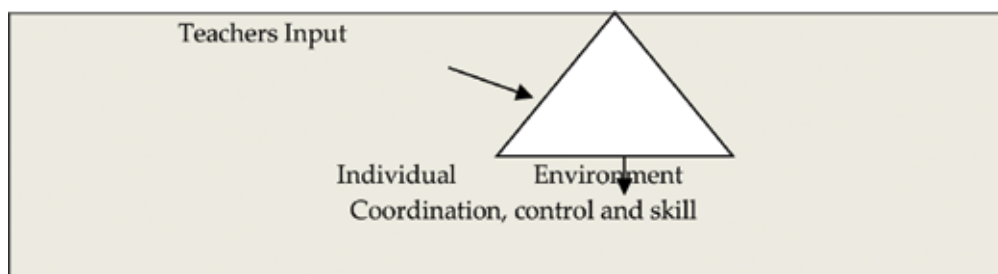 Teachers Input
Individual Environment
Coordination, control and skill